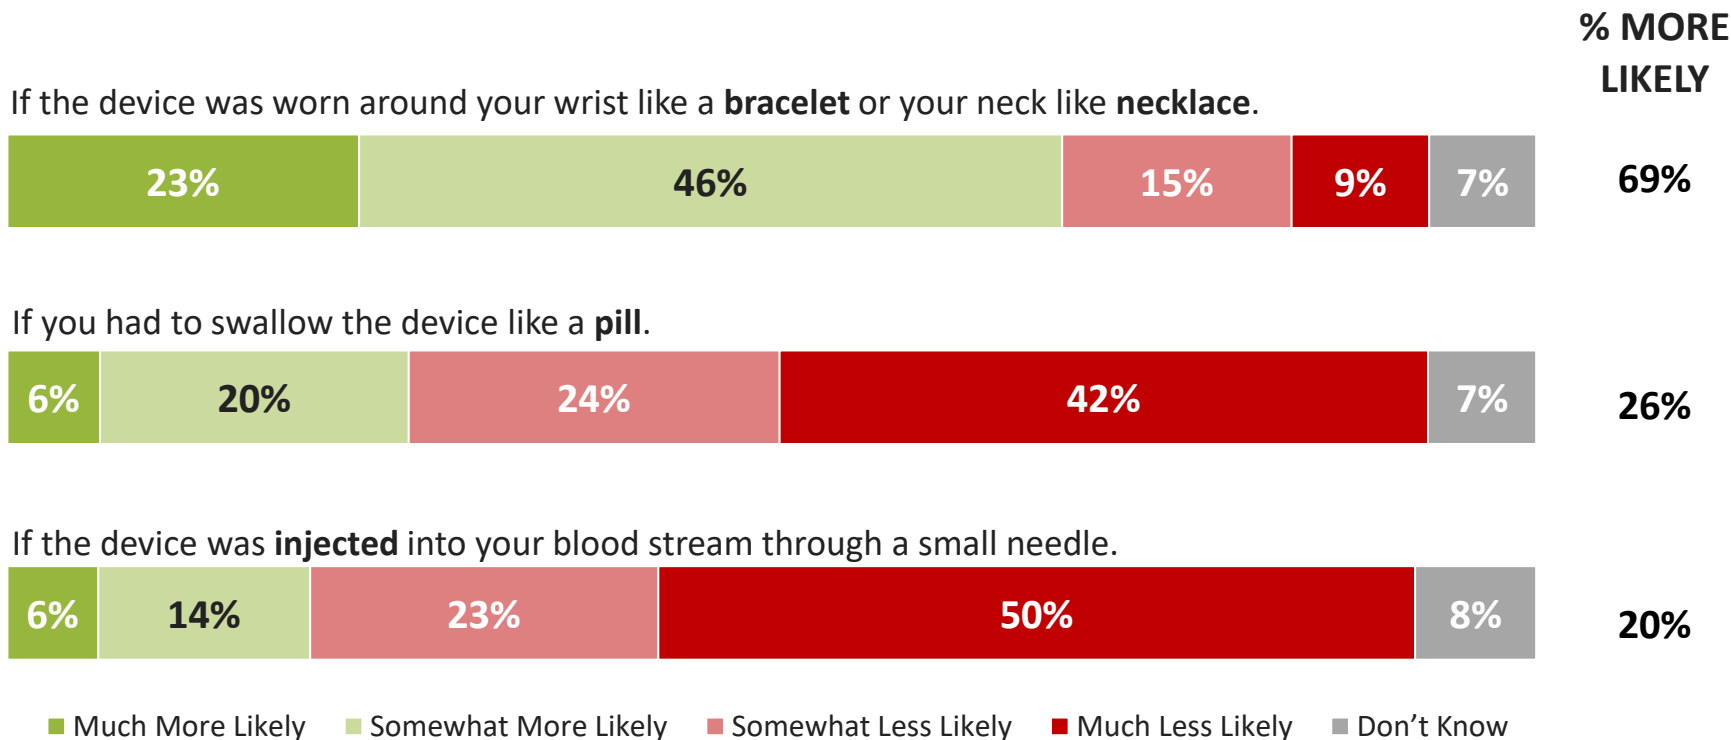 % MORE
LIKELY
If the device was worn around your wrist like a bracelet or your neck like necklace.
23% 46% 15% 9% 7% 69%
If you had to swallow the device like a pill.
6% 20% 24% 42% 7% 26%
If the device was injected into your blood stream through a small needle.
6% 14% 23% 50% 8% 20%
Much More Likely Somewhat More Likely Somewhat Less Likely Much Less Likely Don’t Know